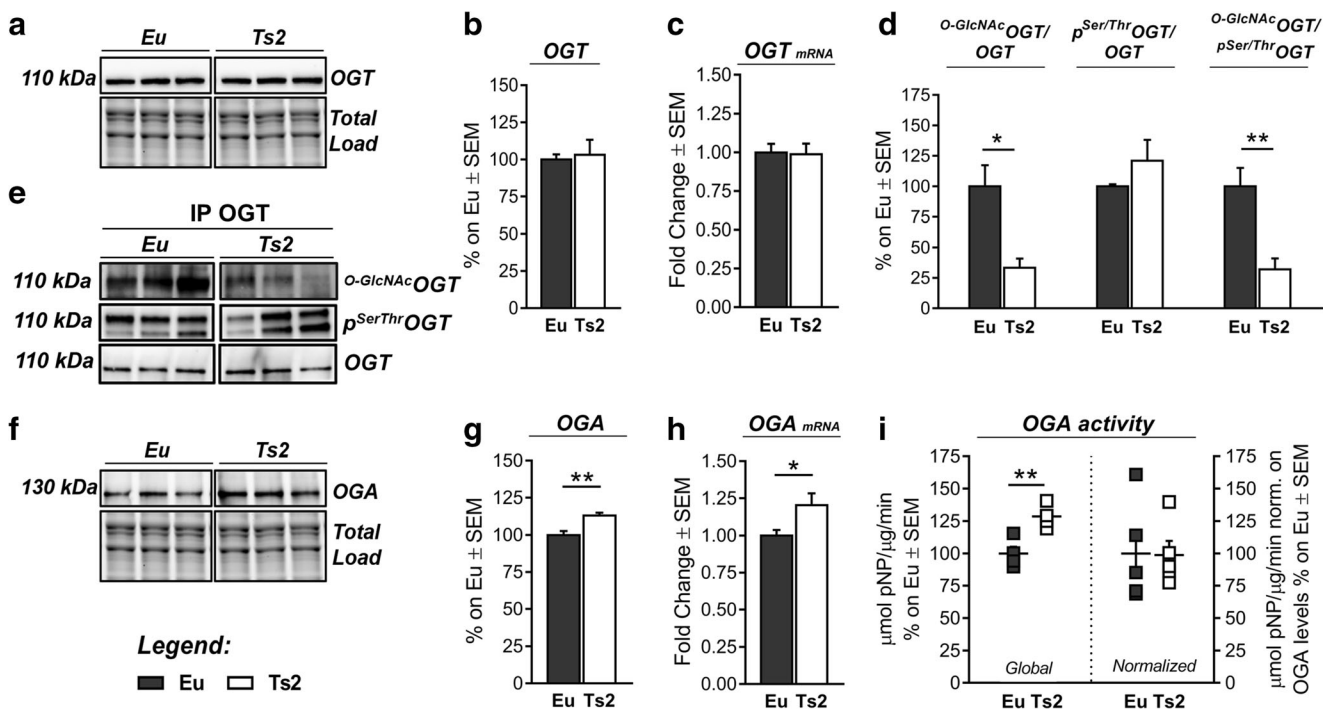 a
Eu Ts2
110 kDa OGT
Total
Load
b
OGT
% on Eu ± SEM
150
125
100
75
50
25
0
Eu Ts2
c
OGT mRNA
Fold Change ± SEM
1.50
1.25
1.00
0.75
0.50
0.25
0.00
Eu Ts2
d
O-GlcNAcOGT/ pSer/ThrOGT/ O-GlcNAcOGT/
OGT OGT pSer/ThrOGT
% on Eu ± SEM
175
150
125
100
75
50
25
0
* **
Eu Ts2 Eu Ts2 Eu Ts2
e
IP OGT
Eu Ts2
110 kDa O-GlcNAcOGT
110 kDa pSerThrOGT
110 kDa OGT
f
Eu Ts2
130 kDa OGA
Total
Load
Legend:
Eu Ts2
g
OGA
% on Eu ± SEM
150
125
100
75
50
25
0
**
Eu Ts2
h
OGA mRNA
Fold Change ± SEM
1.50
1.25
1.00
0.75
0.50
0.25
0.00
*
Eu Ts2
i
OGA activity
µmol pNP/µg/min
% on Eu ± SEM
175 175
150 150
125 125
100 100
75 75
50 50
25 25
0 0
**
Global Normalized
Eu Ts2 Eu Ts2
µmol pNP/µg/min norm. on
OGA levels % on Eu ± SEM